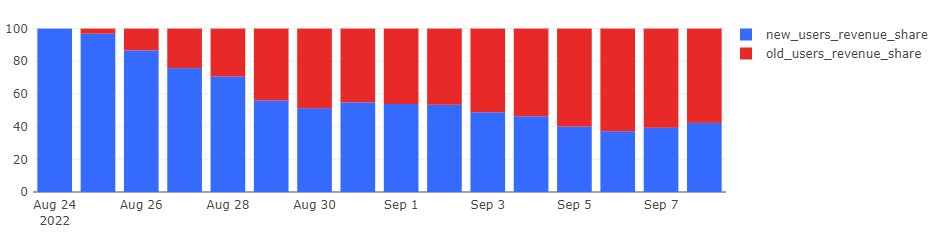 100
80
60
40
20
0
Aug 24
2022
Aug 26
Aug 28
Aug 30
Sep 1
Sep 3
Sep 5
Sep 7
new_users_revenue_share
old_users_revenue_share